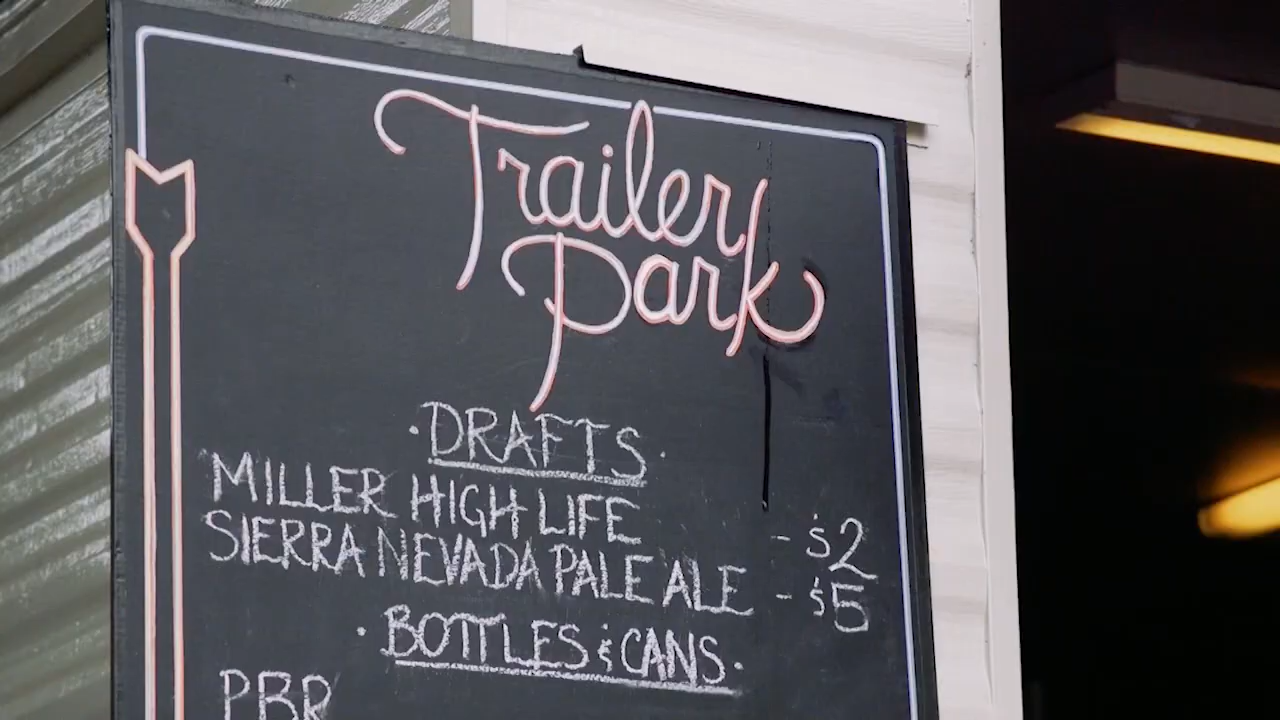 Trailer
Park
·DRAFTS·
MILLER HIGH LIFE - $2
SIERRA NEVADA PALE ALE - $5
·BOTTLES & CANS·
PBR